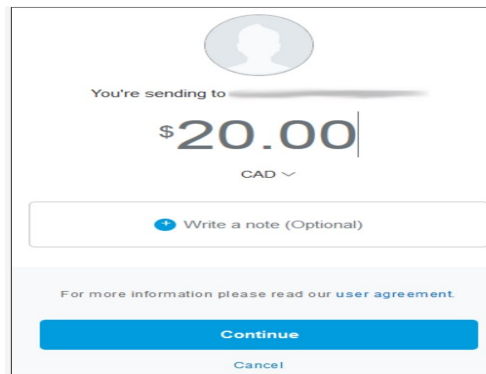 You're sending to
$20.00
CAD
Write a note (Optional)
For more information please read our user agreement.
Continue
Cancel